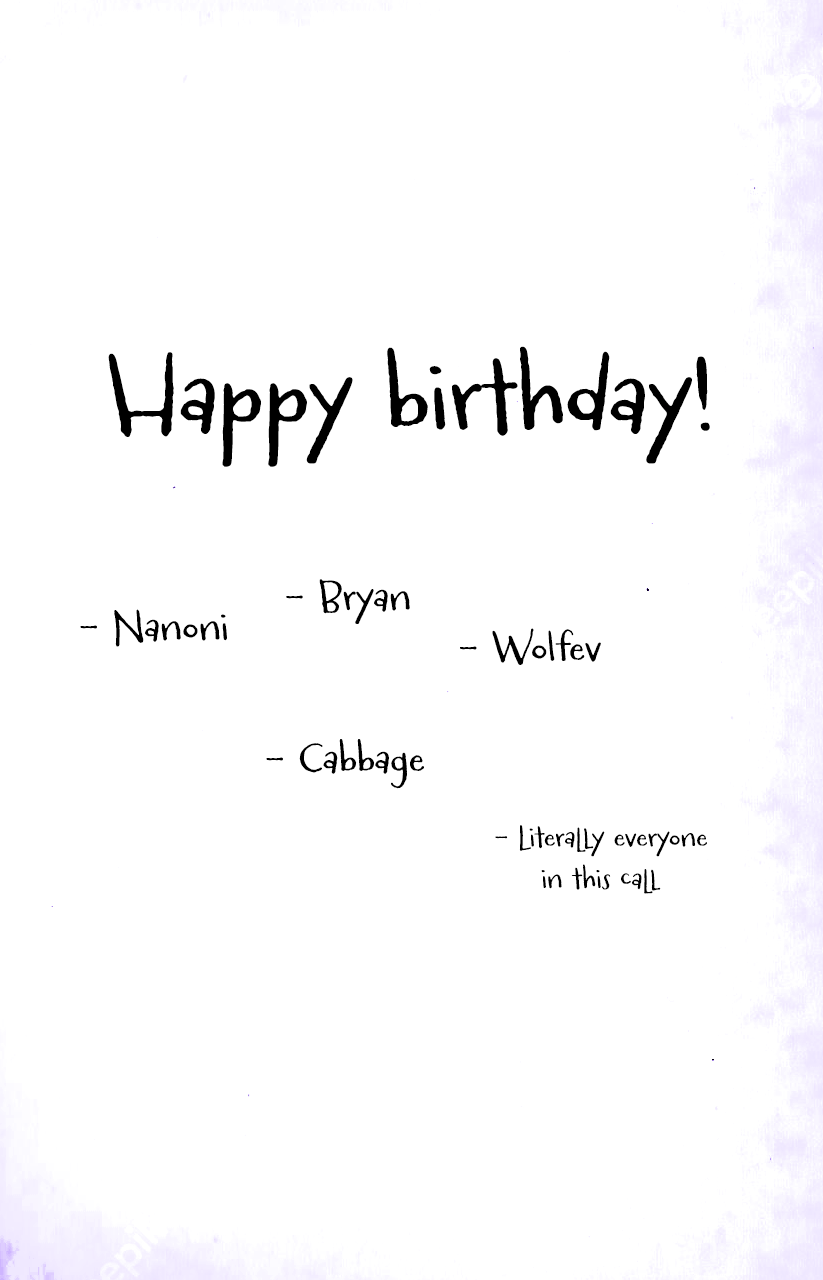 Happy birthday!
- Bryan
- Nanoni
- Wolfev
- Cabbage
- Literally everyone
in this call